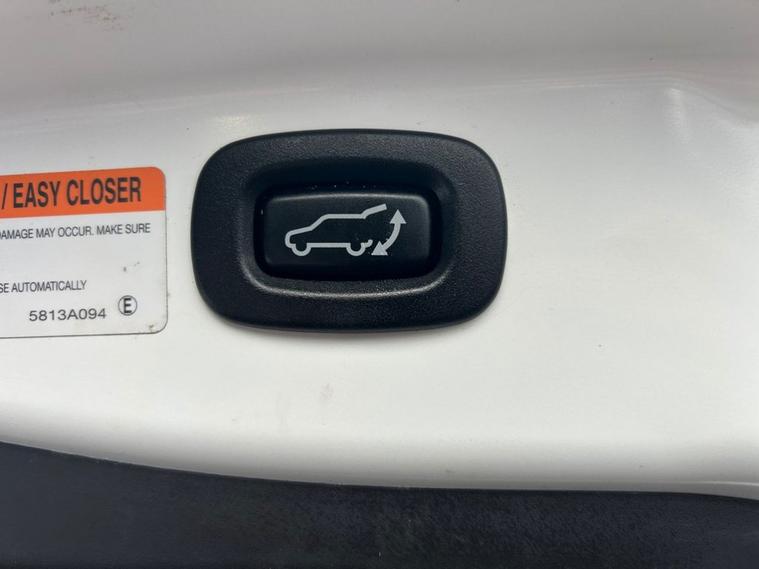 / EASY CLOSER
DAMAGE MAY OCCUR. MAKE SURE
SE AUTOMATICALLY
5813A094 E